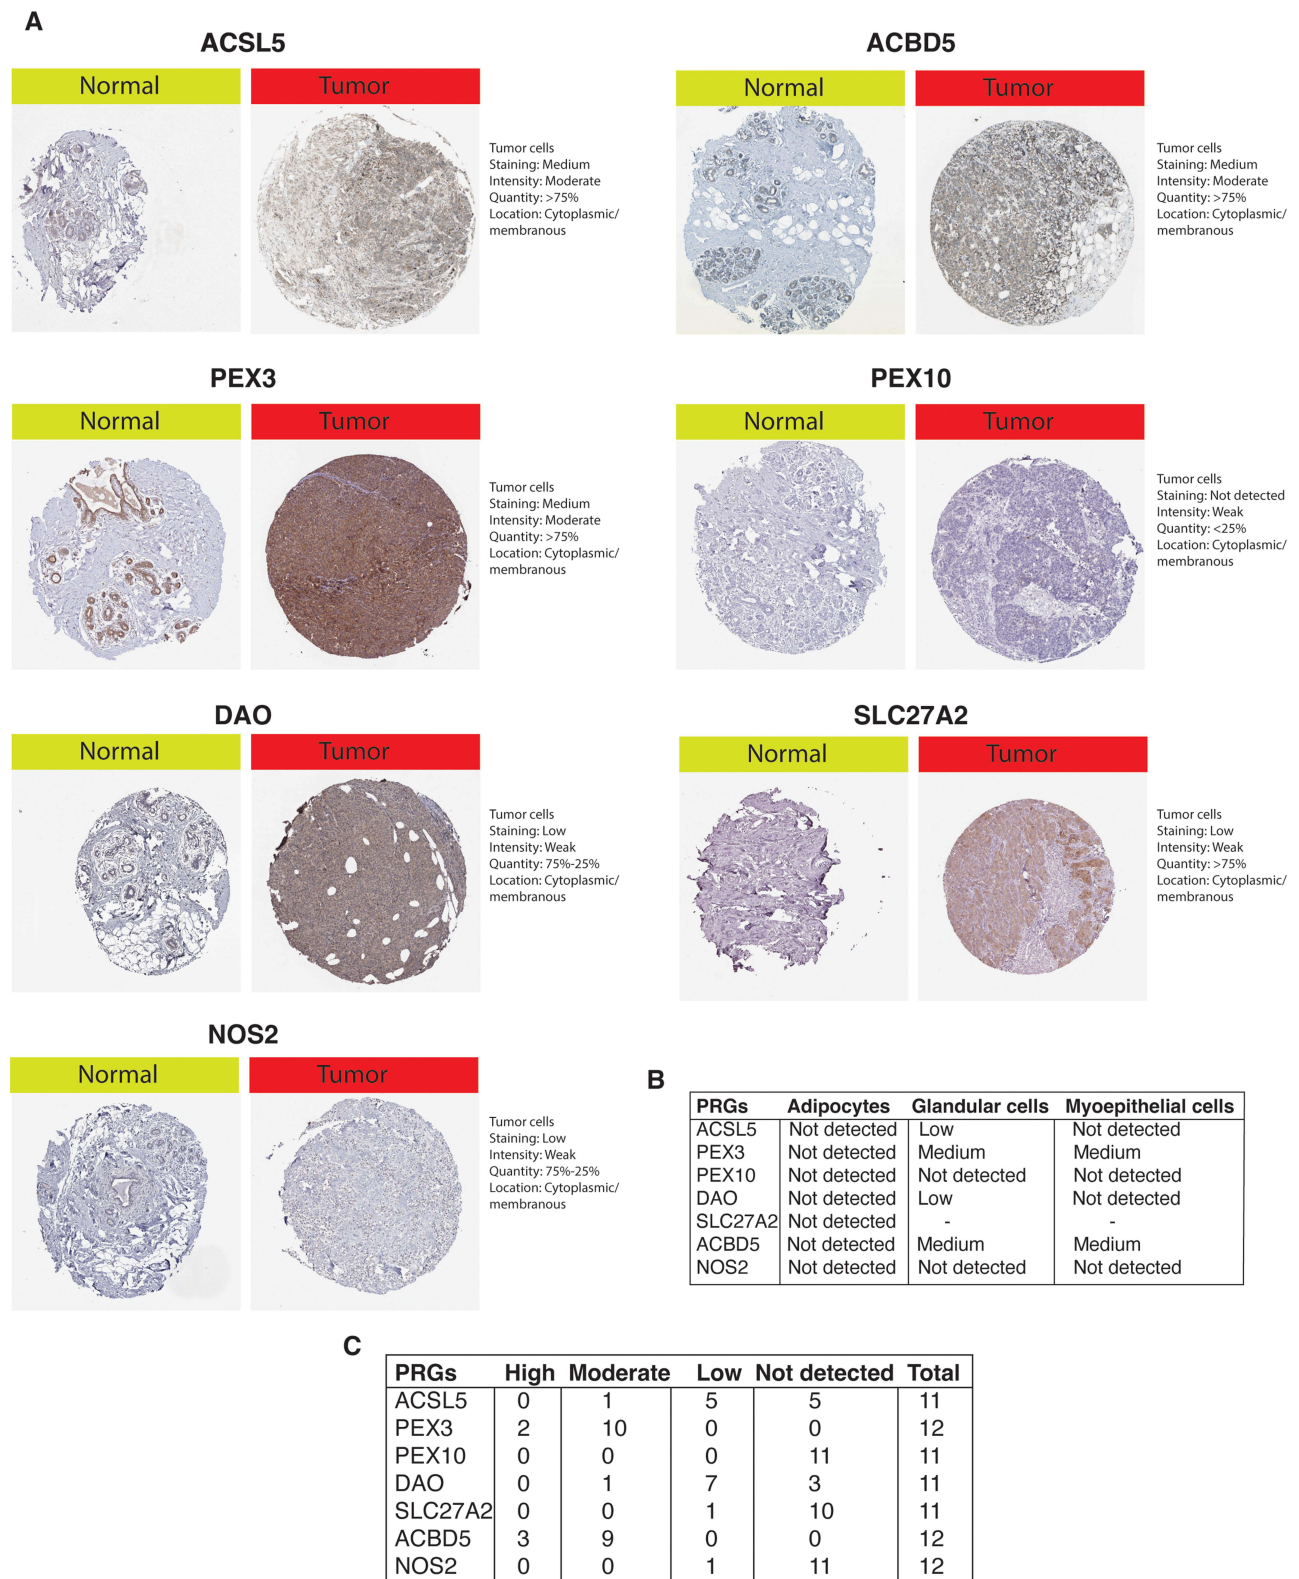 A
ACSL5
Normal
Tumor
Tumor cells
Staining: Medium
Intensity: Moderate
Quantity: >75%
Location: Cytoplasmic/
membranous
ACBD5
Normal
Tumor
Tumor cells
Staining: Medium
Intensity: Moderate
Quantity: >75%
Location: Cytoplasmic/
membranous
PEX3
Normal
Tumor
Tumor cells
Staining: Medium
Intensity: Moderate
Quantity: >75%
Location: Cytoplasmic/
membranous
PEX10
Normal
Tumor
Tumor cells
Staining: Not detected
Intensity: Weak
Quantity: <25%
Location: Cytoplasmic/
membranous
DAO
Normal
Tumor
Tumor cells
Staining: Low
Intensity: Weak
Quantity: 75%-25%
Location: Cytoplasmic/
membranous
SLC27A2
Normal
Tumor
Tumor cells
Staining: Low
Intensity: Weak
Quantity: >75%
Location: Cytoplasmic/
membranous
NOS2
Normal
Tumor
Tumor cells
Staining: Low
Intensity: Weak
Quantity: 75%-25%
Location: Cytoplasmic/
membranous
B
PRGs Adipocytes Glandular cells Myoepithelial cells
ACSL5 Not detected Low Not detected
PEX3 Not detected Medium Medium
PEX10 Not detected Not detected Not detected
DAO Not detected Low Not detected
SLC27A2 Not detected - -
ACBD5 Not detected Medium Medium
NOS2 Not detected Not detected Not detected
C
PRGs High Moderate Low Not detected Total
ACSL5 0 1 5 5 11
PEX3 2 10 0 0 12
PEX10 0 0 0 11 11
DAO 0 1 7 3 11
SLC27A2 0 0 1 10 11
ACBD5 3 9 0 0 12
NOS2 0 0 1 11 12